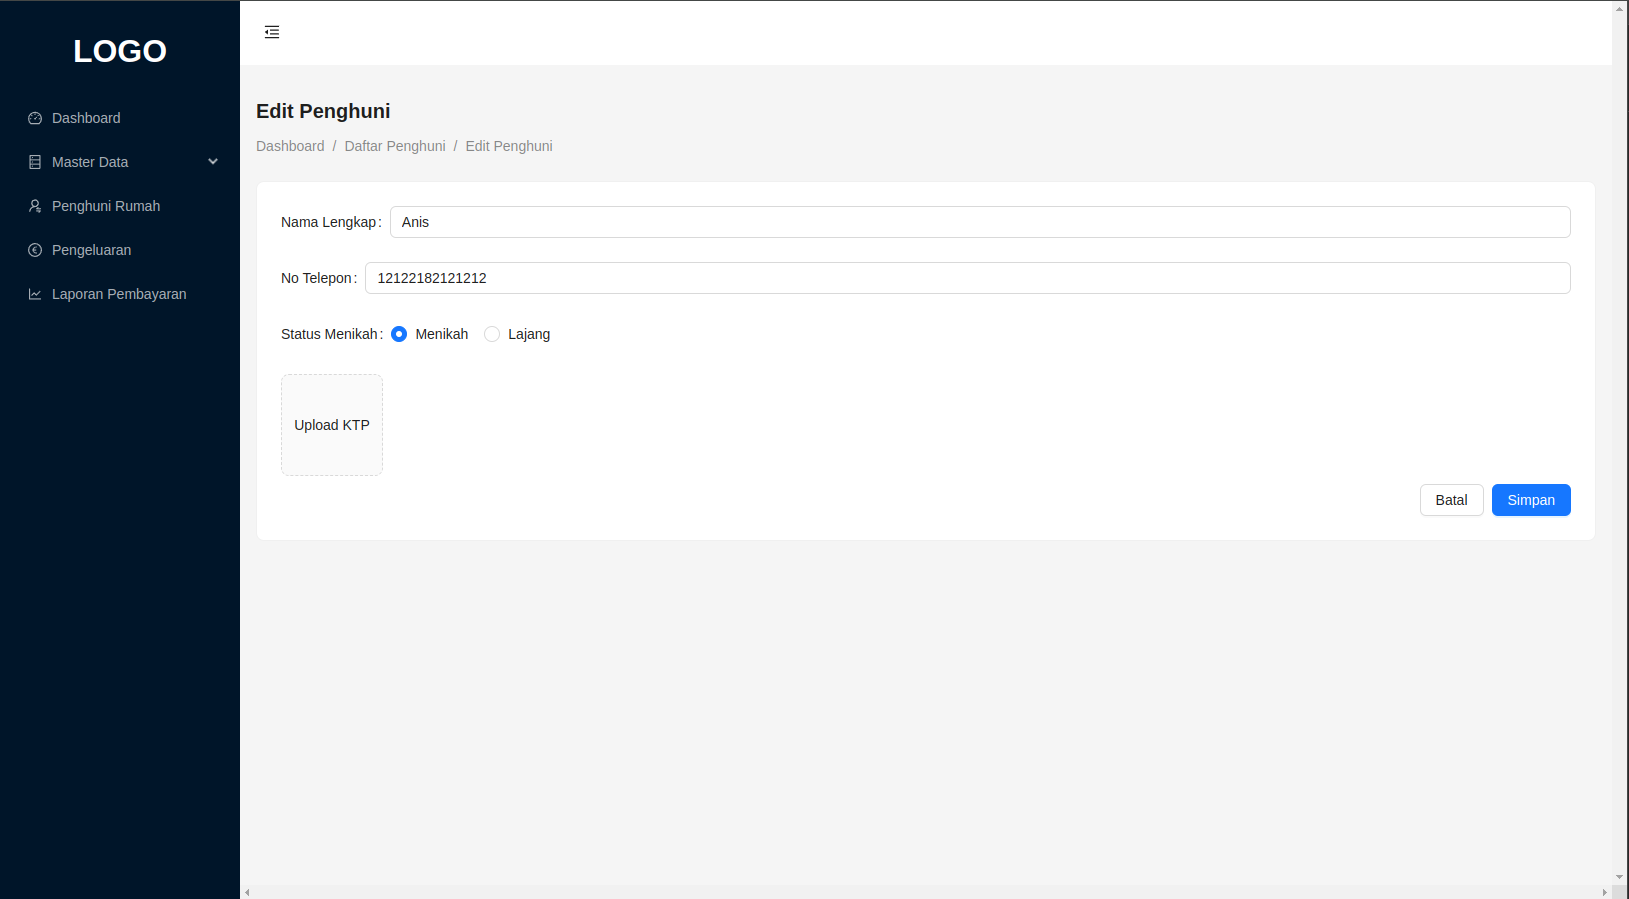 LOGO
Dashboard
Master Data
Penghuni Rumah
Pengeluaran
Laporan Pembayaran
Edit Penghuni
Dashboard / Daftar Penghuni / Edit Penghuni
Nama Lengkap : Anis
No Telepon : 12122182121212
Status Menikah : Menikah Lajang
Upload KTP
Batal Simpan